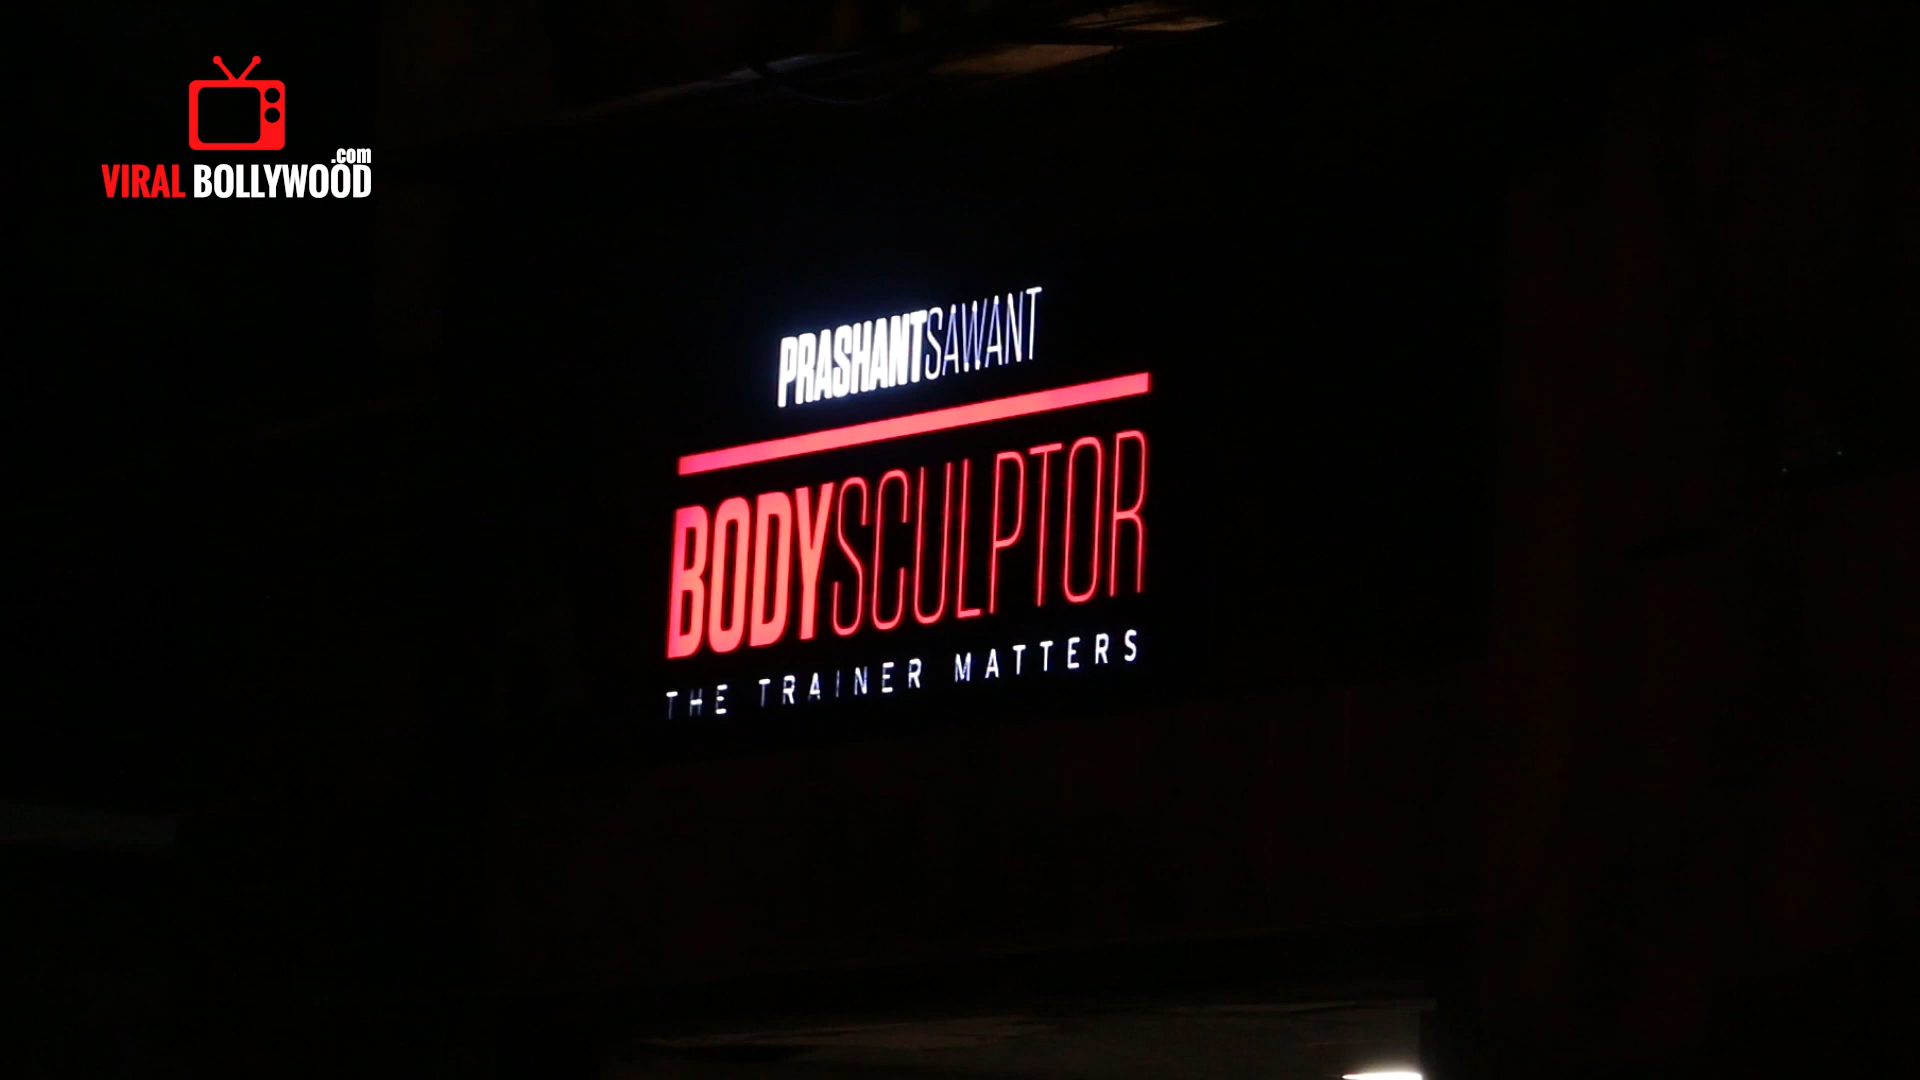 .com
VIRAL BOLLYWOOD
PRASHANTSAWANT
BODYSCULPTOR
THE TRAINER MATTERS